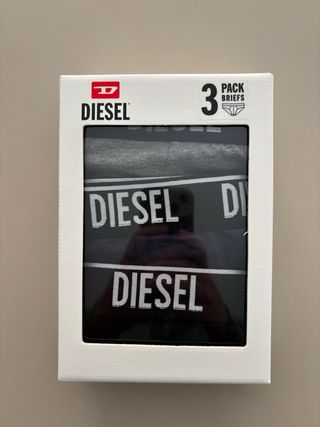 D
DIESEL
3 PACK
BRIEFS
DIESEL
DIESEL
DI
DIESEL